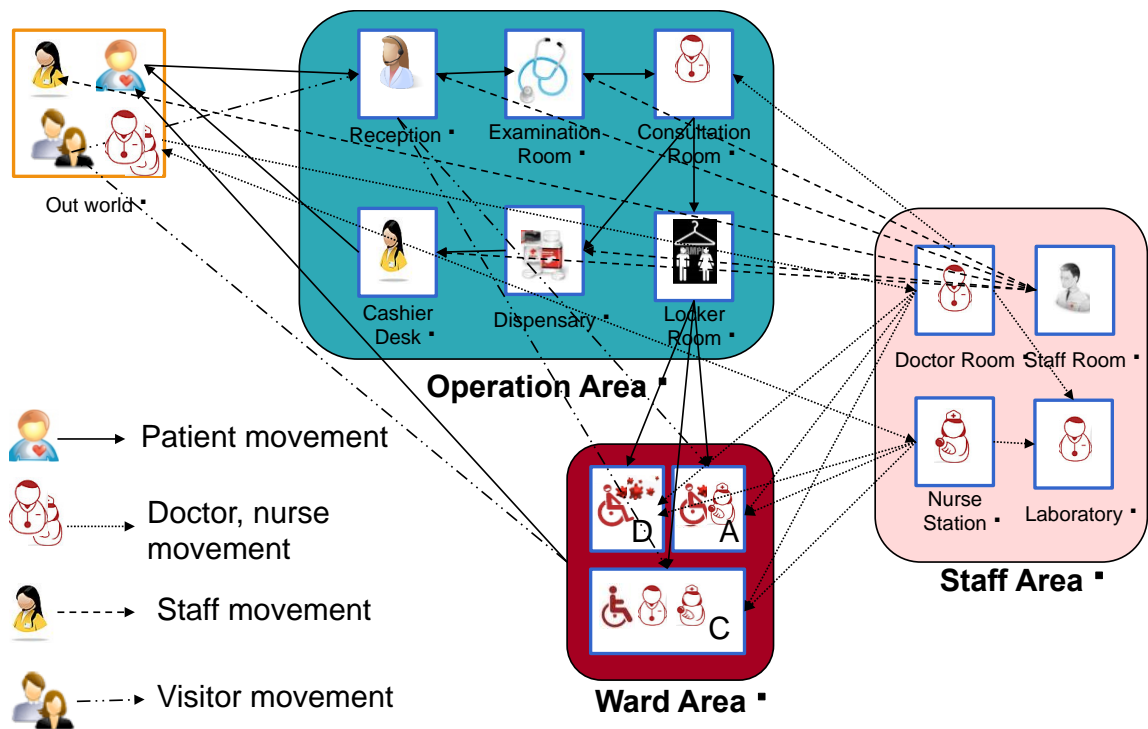 Out world ▪
Reception ▪
Examination
Room ▪
Consultation
Room ▪
Cashier
Desk ▪
Dispensary ▪
Locker
Room ▪
Operation Area ▪
Doctor Room ▪
Staff Room ▪
Nurse
Station ▪
Laboratory ▪
Staff Area ▪
D
A
C
Ward Area ▪
Patient movement
Doctor, nurse
movement
Staff movement
Visitor movement